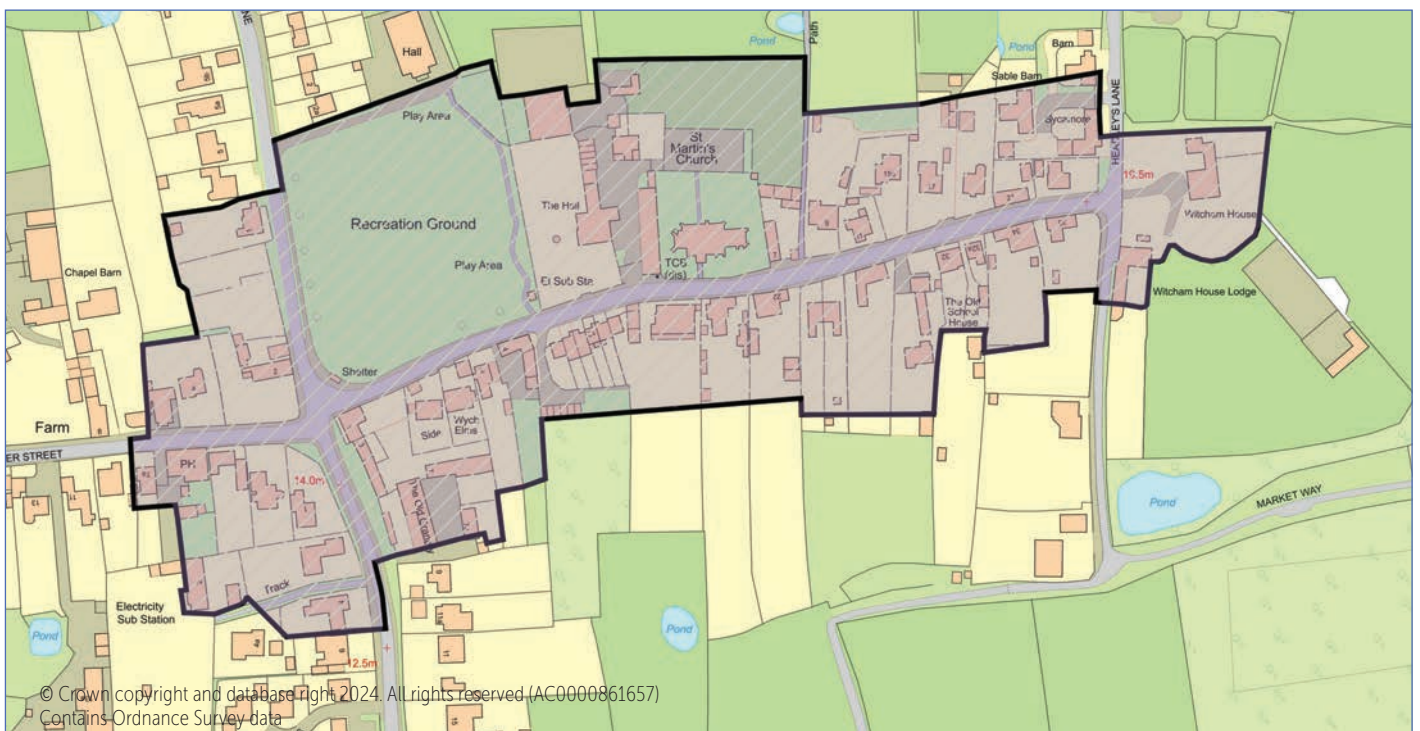 Hall
Pond
Path
Pond
Barn
Sable Barn
Play Area
St
Martin's
Church
Sycamore
HEADLEY'S LANE
16.5m
Recreation Ground
The Hall
Witcham House
Play Area
Chapel Barn
El Sub Sta
TCB
The Old
School
House
Witcham House Lodge
Shelter
Farm
Wych
Elms
Side
ER STREET
PH
14.0m
Pond
MARKET WAY
Track
Electricity
Sub Station
Pond
Pond
12.5m
© Crown copyright and database right 2024. All rights reserved (AC0000861657)
Contains Ordnance Survey data